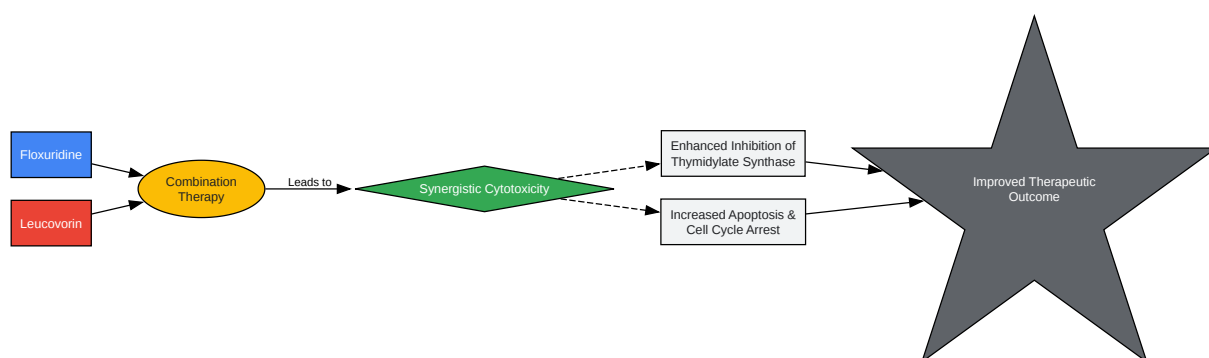 Floxuridine
Leucovorin
Combination
Therapy
Leads to
Synergistic Cytotoxicity
Enhanced Inhibition of
Thymidylate Synthase
Increased Apoptosis &
Cell Cycle Arrest
Improved Therapeutic
Outcome